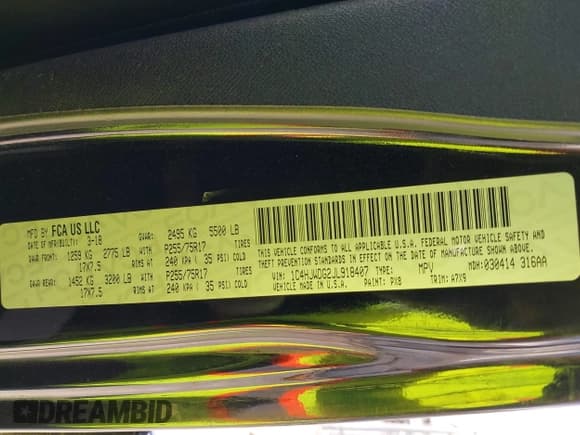 MFD BY FCA US LLC
DATE OF MFR(BUILT): 3-18
GVWR: 2495 KG 5500 LB
GAWR FRONT: 1259 KG 2775 LB WITH P255/75R17 TIRES
17X7.5 RIMS AT 240 KPA ( 35 PSI) COLD
GAWR REAR: 1452 KG 3200 LB WITH P255/75R17 TIRES
17X7.5 RIMS AT 240 KPA ( 35 PSI) COLD
THIS VEHICLE CONFORMS TO ALL APPLICABLE U.S.A. FEDERAL MOTOR VEHICLE SAFETY AND
THEFT PREVENTION STANDARDS IN EFFECT ON THE DATE OF MANUFACTURE SHOWN ABOVE.
VEHICLE MADE IN U.S.A.
1C4HJWDG2JL918407 TYPE: MPV MDH: 030414 316AA
PAINT: PX8 TRIM: A7X9
DREAMBID